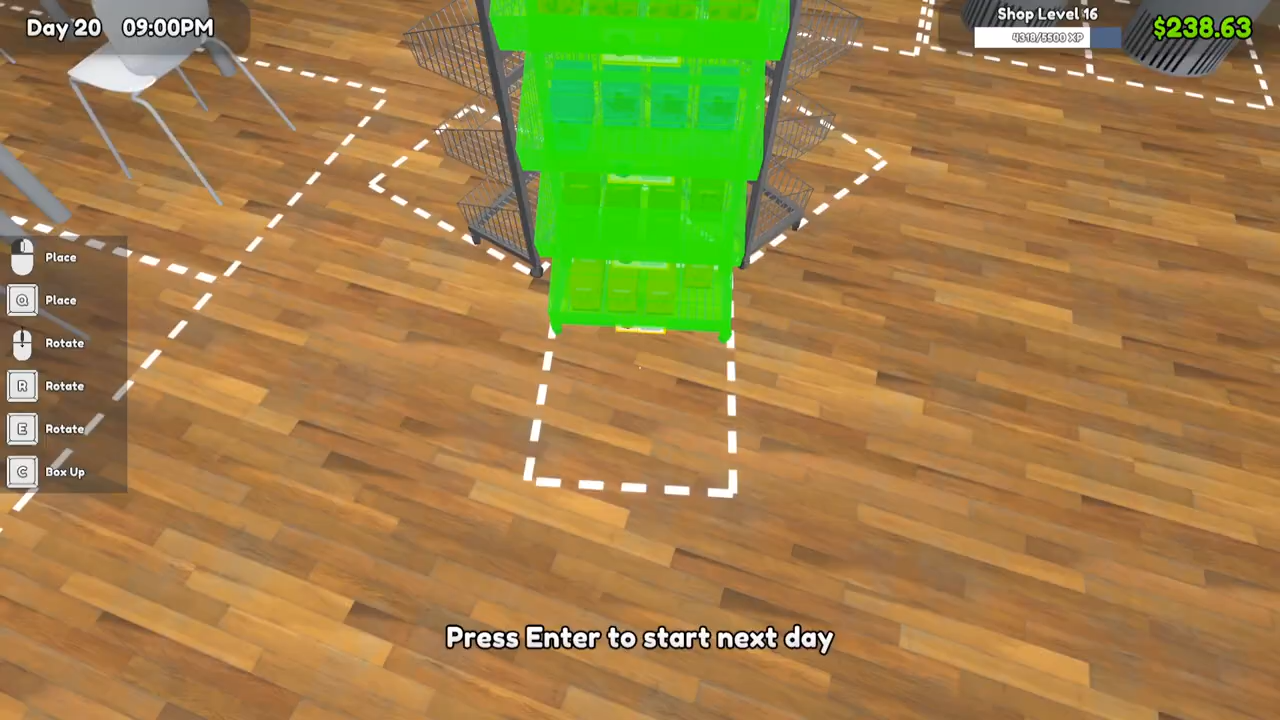 Day 20 09:00PM
Shop Level 16
4318/5500 XP
$238.63
Place
Q Place
Rotate
R Rotate
E Rotate
C Box Up
Press Enter to start next day